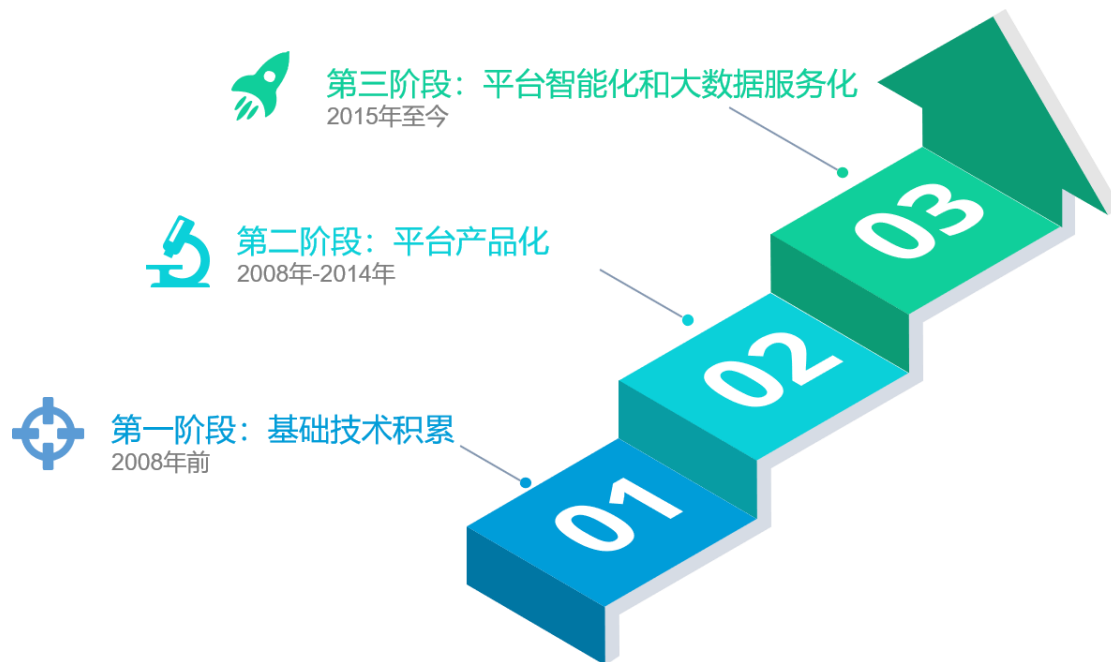 第三阶段：平台智能化和大数据服务化
2015年至今
03
第二阶段：平台产品化
2008年-2014年
02
第一阶段：基础技术积累
2008年前
01